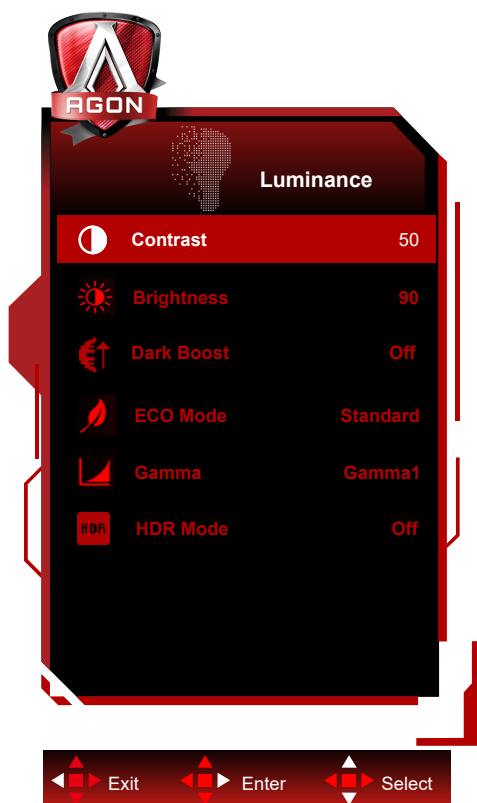 AGON
Luminance
Contrast 50
Brightness 90
Dark Boost Off
ECO Mode Standard
Gamma Gamma1
HDR HDR Mode Off
Exit Enter Select